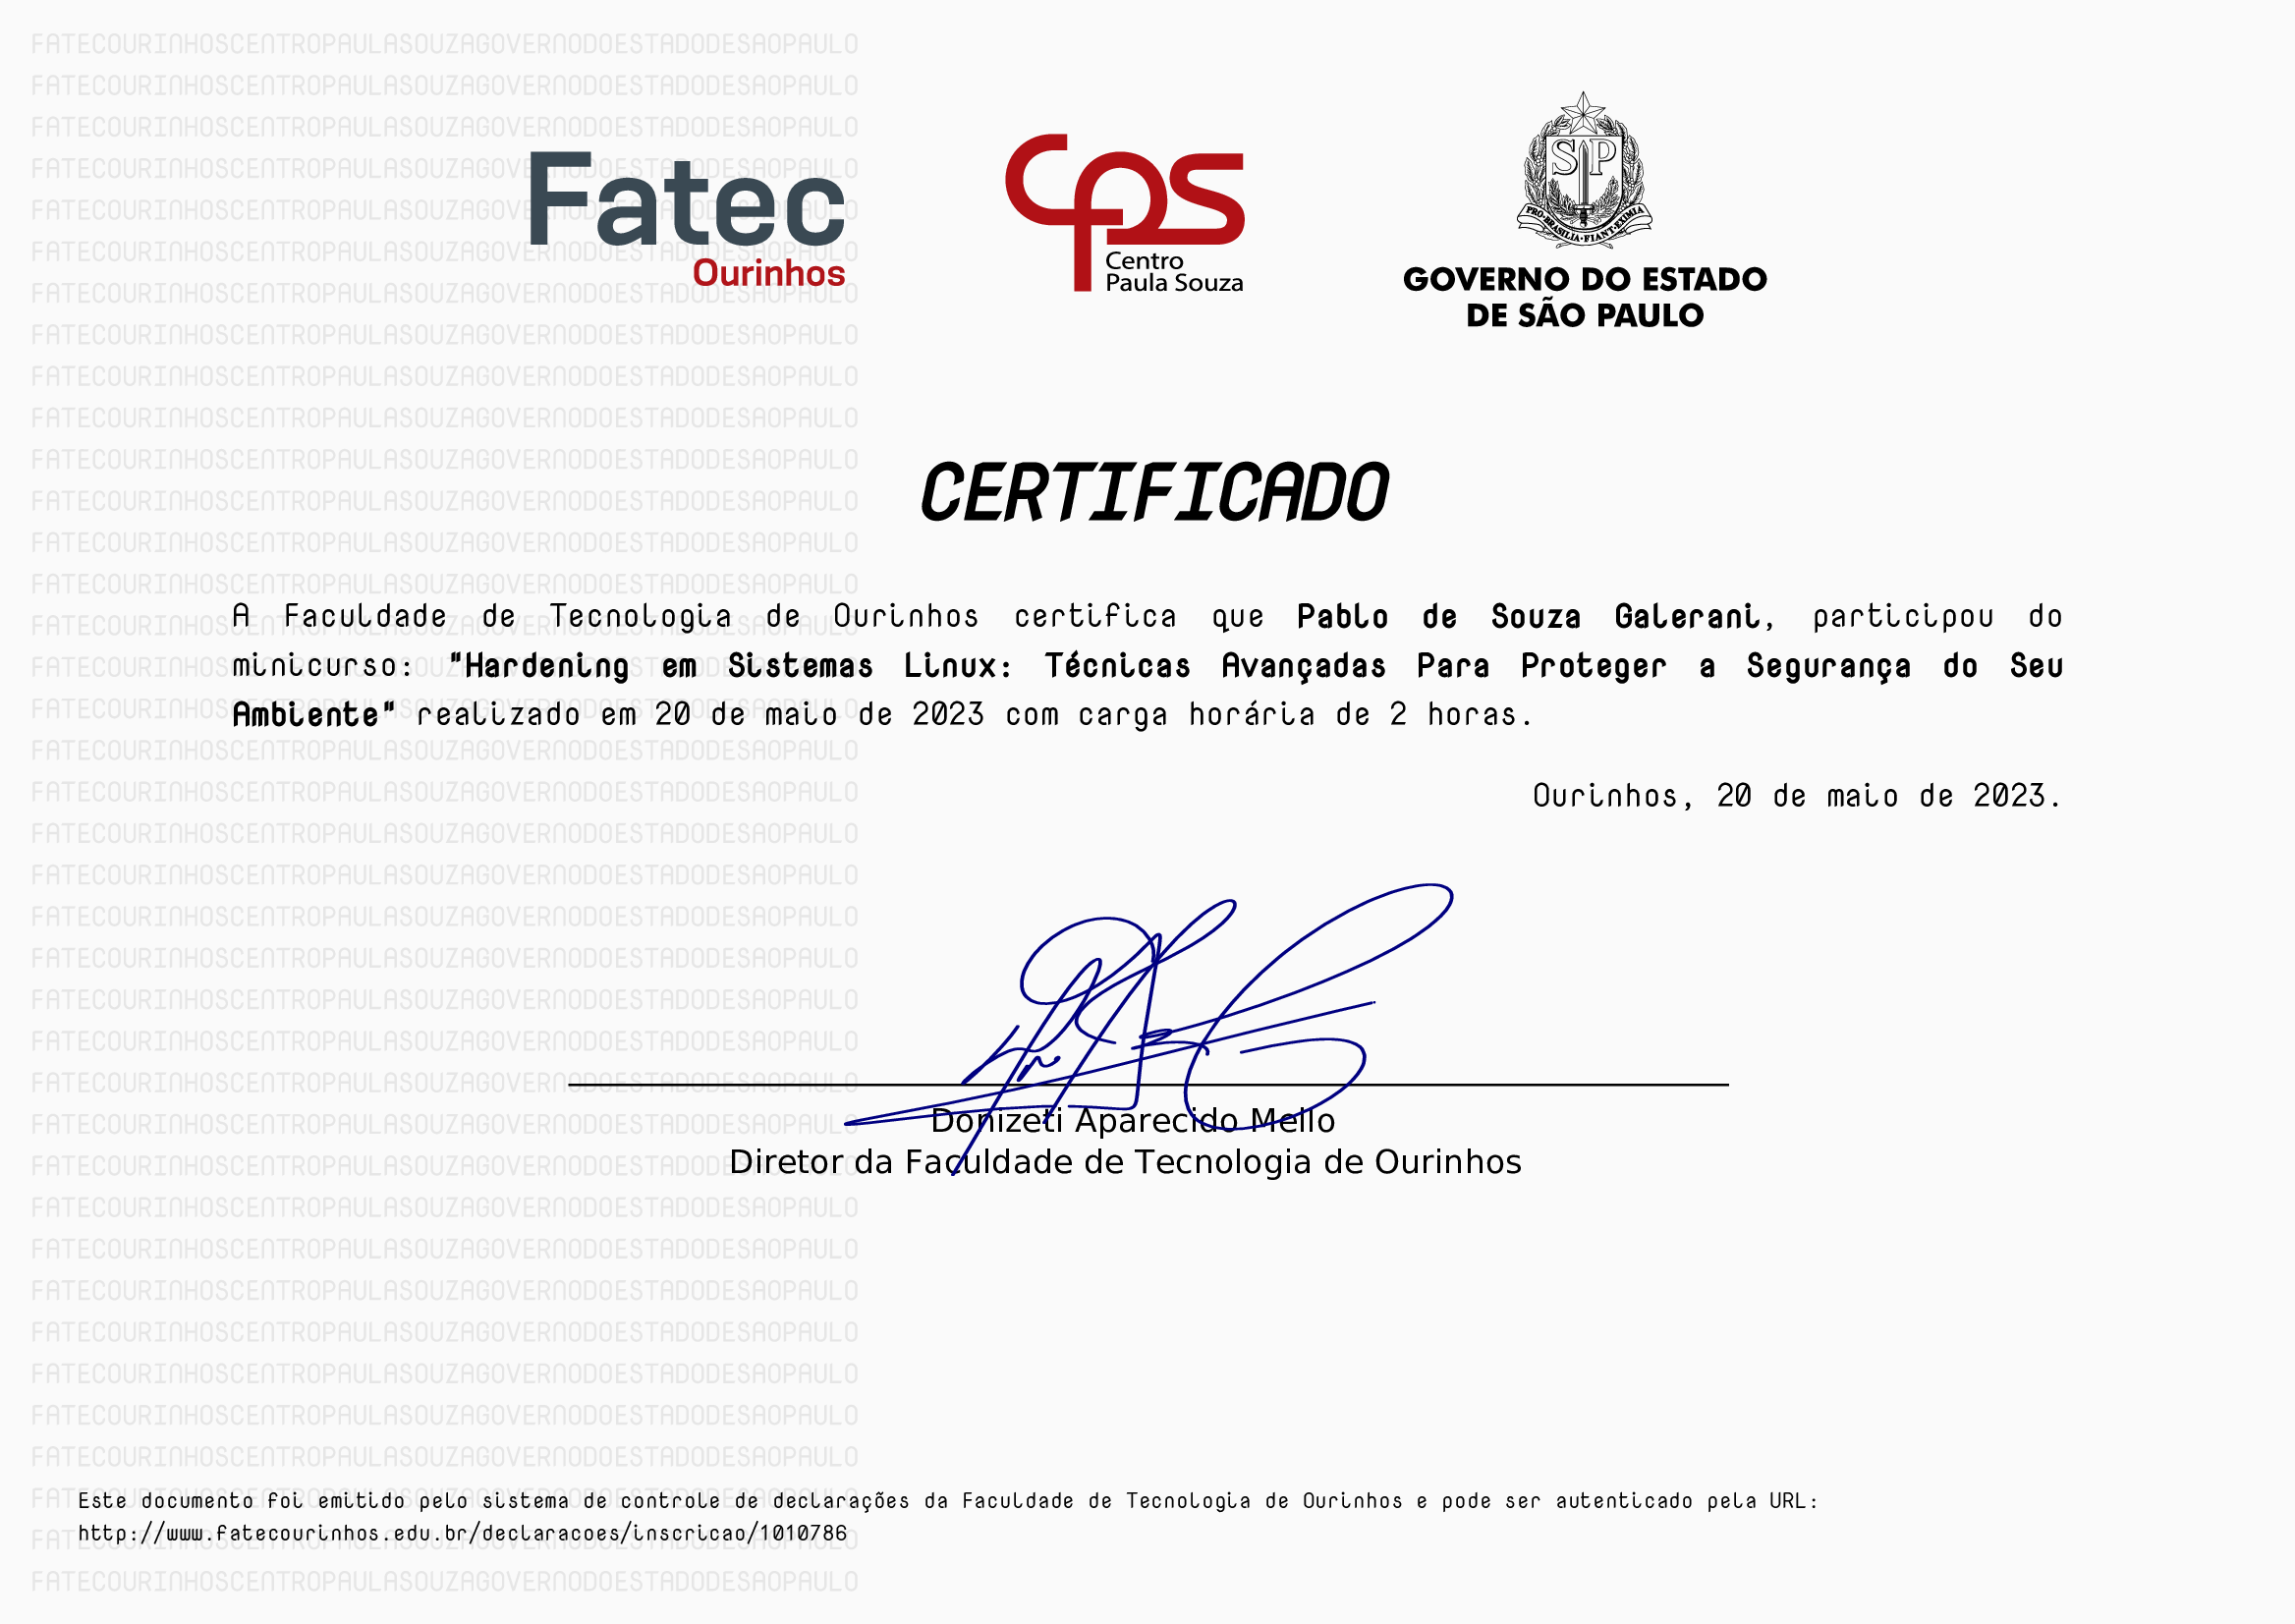 Fatec
Ourinhos
cps
Centro
Paula Souza
SP
PRO·BRASILIA·FIANT·EXIMIA
GOVERNO DO ESTADO
DE SÃO PAULO
CERTIFICADO
A Faculdade de Tecnologia de Ourinhos certifica que Pablo de Souza Galerani, participou do
minicurso: "Hardening em Sistemas Linux: Técnicas Avançadas Para Proteger a Segurança do Seu
Ambiente" realizado em 20 de maio de 2023 com carga horária de 2 horas.
Ourinhos, 20 de maio de 2023.
Donizeti Aparecido Mello
Diretor da Faculdade de Tecnologia de Ourinhos
Este documento foi emitido pelo sistema de controle de declarações da Faculdade de Tecnologia de Ourinhos e pode ser autenticado pela URL:
http://www.fatecourinhos.edu.br/declaracoes/inscricao/1010786
FATECOURINHOSCENTROPAULASOUZAGOVERNODOESTADODESAOPAULO